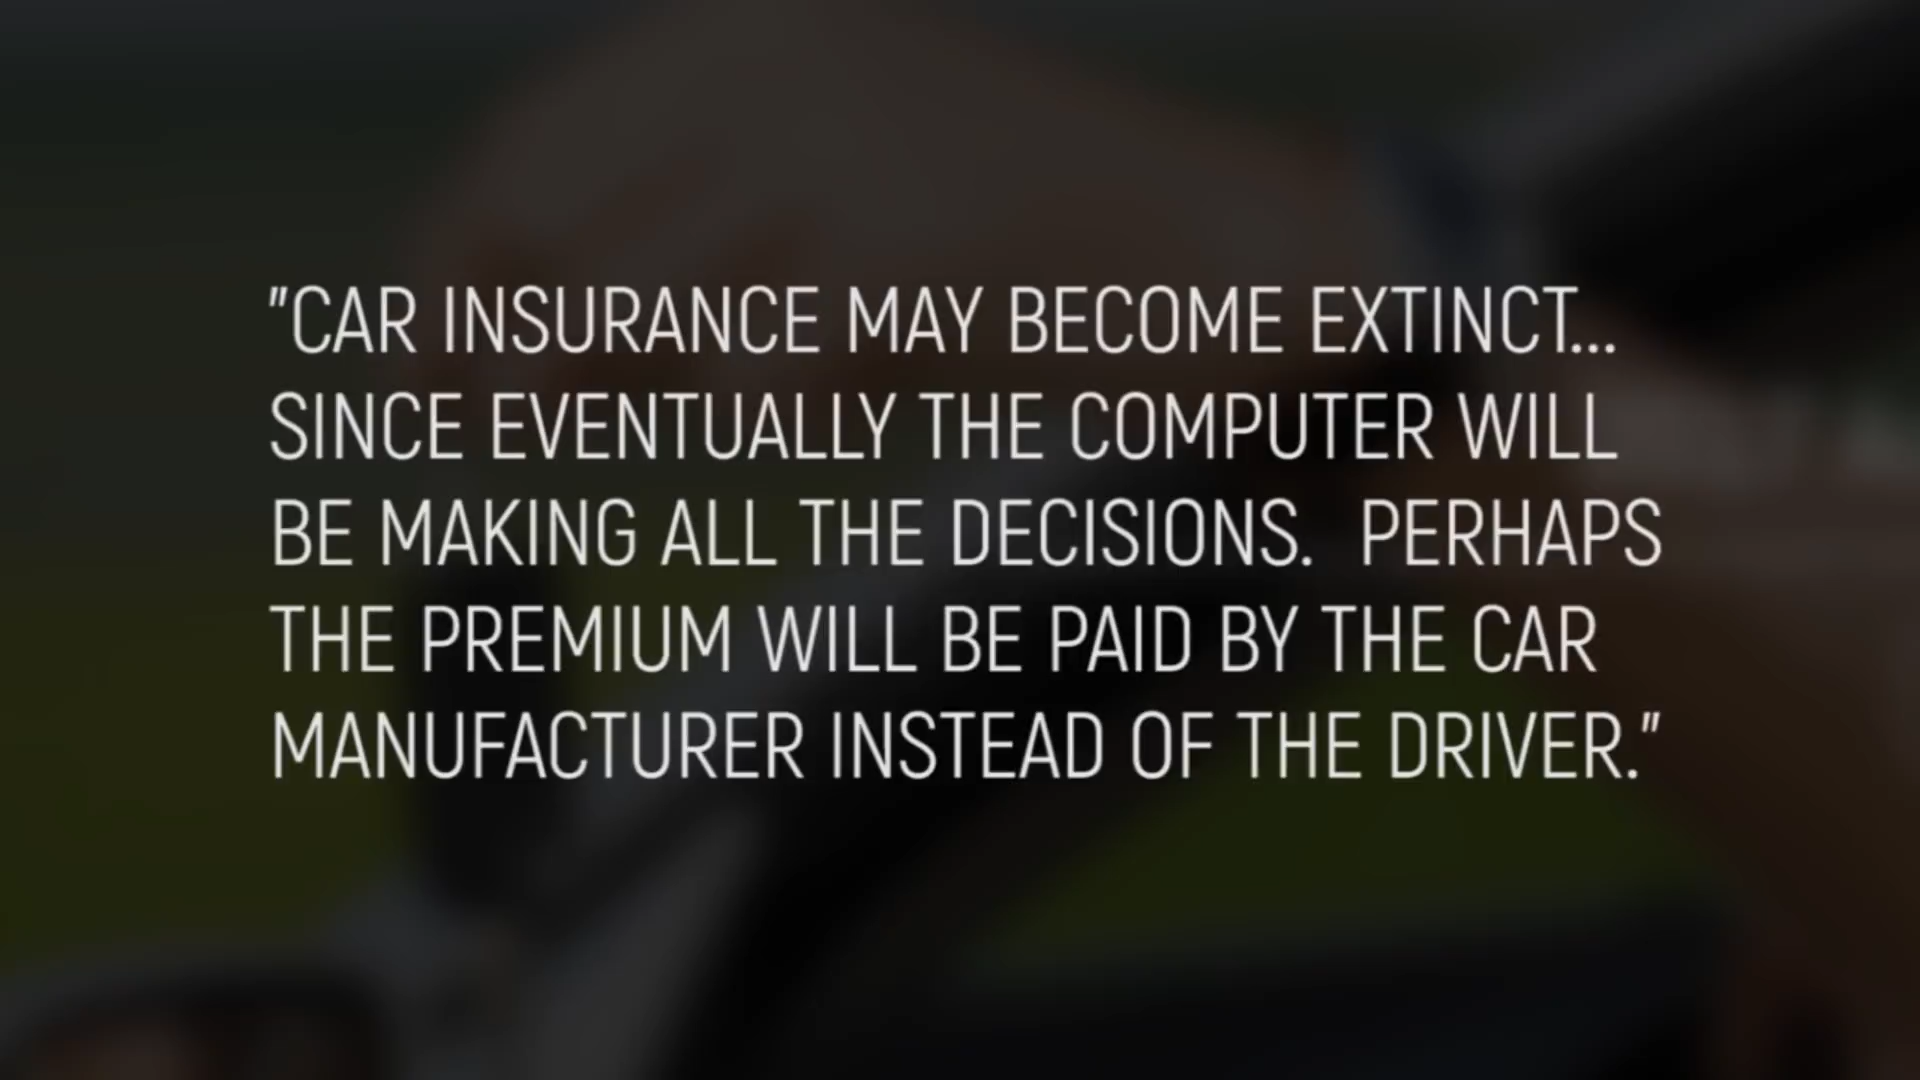 "CAR INSURANCE MAY BECOME EXTINCT...
SINCE EVENTUALLY THE COMPUTER WILL
BE MAKING ALL THE DECISIONS.  PERHAPS
THE PREMIUM WILL BE PAID BY THE CAR
MANUFACTURER INSTEAD OF THE DRIVER."